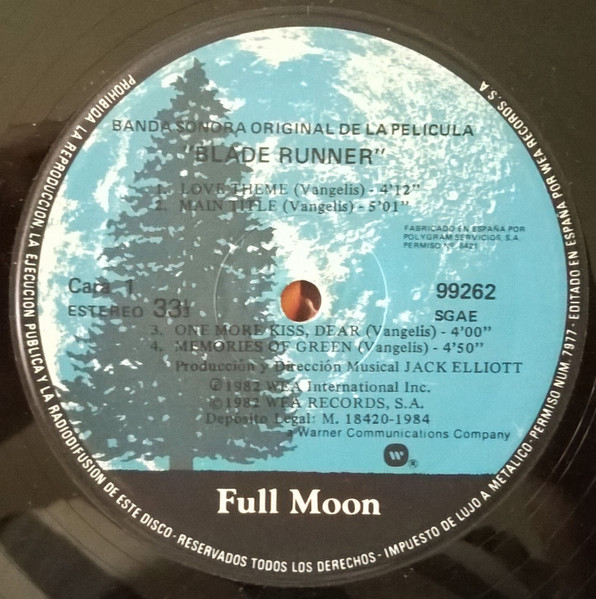 BANDA SONORA ORIGINAL DE LA PELICULA
"BLADE RUNNER"
1. LOVE THEME (Vangelis) - 4'12"
2. MAIN TITLE (Vangelis) - 5'01"
FABRICADO EN ESPAÑA POR
POLYGRAM SERVICIOS, S.A.
PERMISO Nº 8421
Cara 1
ESTEREO 33⅓
99262
SGAE
3. ONE MORE KISS, DEAR (Vangelis) - 4'00"
4. MEMORIES OF GREEN (Vangelis) - 4'50"
Producción y Dirección Musical JACK ELLIOTT
℗ 1982 WEA International Inc.
© 1982 WEA RECORDS, S.A.
Depósito Legal: M. 18420-1984
a Warner Communications Company
W ®
Full Moon
PROHIBIDA LA REPRODUCCION, LA EJECUCION PUBLICA Y LA RADIODIFUSION DE ESTE DISCO - RESERVADOS TODOS LOS DERECHOS - IMPUESTO DE LUJO A METALICO - PERMISO NUM. 7977 - EDITADO EN ESPAÑA POR WEA RECORDS, S.A.